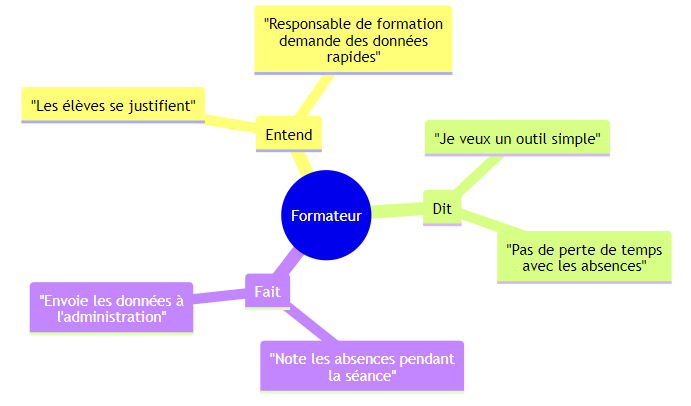 "Responsable de formation
demande des données
rapides"
"Les élèves se justifient"
Entend
"Je veux un outil simple"
Formateur
Dit
"Pas de perte de temps
avec les absences"
Fait
"Envoie les données à
l'administration"
"Note les absences pendant
la séance"